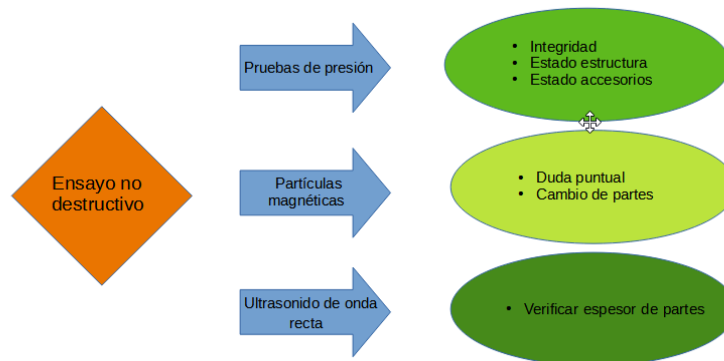 Ensayo no
destructivo
Pruebas de presión
• Integridad
• Estado estructura
• Estado accesorios
Partículas
magnéticas
• Duda puntual
• Cambio de partes
Ultrasonido de onda
recta
• Verificar espesor de partes